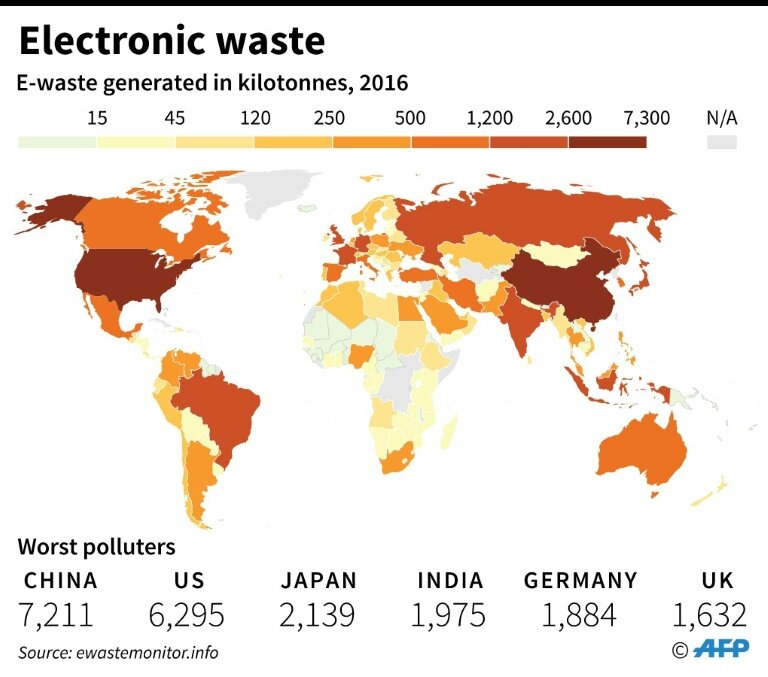 Electronic waste
E-waste generated in kilotonnes, 2016
15 45 120 250 500 1,200 2,600 7,300 N/A
Worst polluters
CHINA US JAPAN INDIA GERMANY UK
7,211 6,295 2,139 1,975 1,884 1,632
Source: ewastemonitor.info © AFP